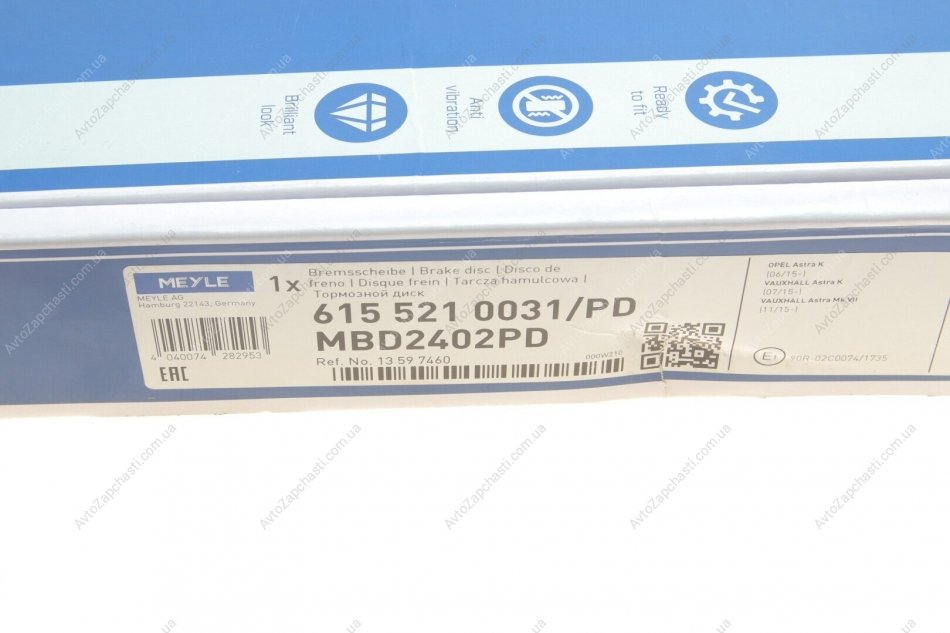 Brilliant
look
Anti
vibration
Ready
to fit
MEYLE
MEYLE AG
Hamburg 22143, Germany
4 040074 282953
EAC
1x
Bremsscheibe | Brake disc | Disco de
freno | Disque frein | Tarcza hamulcowa |
Тормозной диск
615 521 0031/PD
MBD2402PD
Ref. No. 13 59 7460
000W210
OPEL Astra K
(06/15-)
VAUXHALL Astra K
(07/15-)
VAUXHALL Astra Mk VII
(11/15-)
E1 90R-02C0074/1735
AvtoZapchasti.com.ua